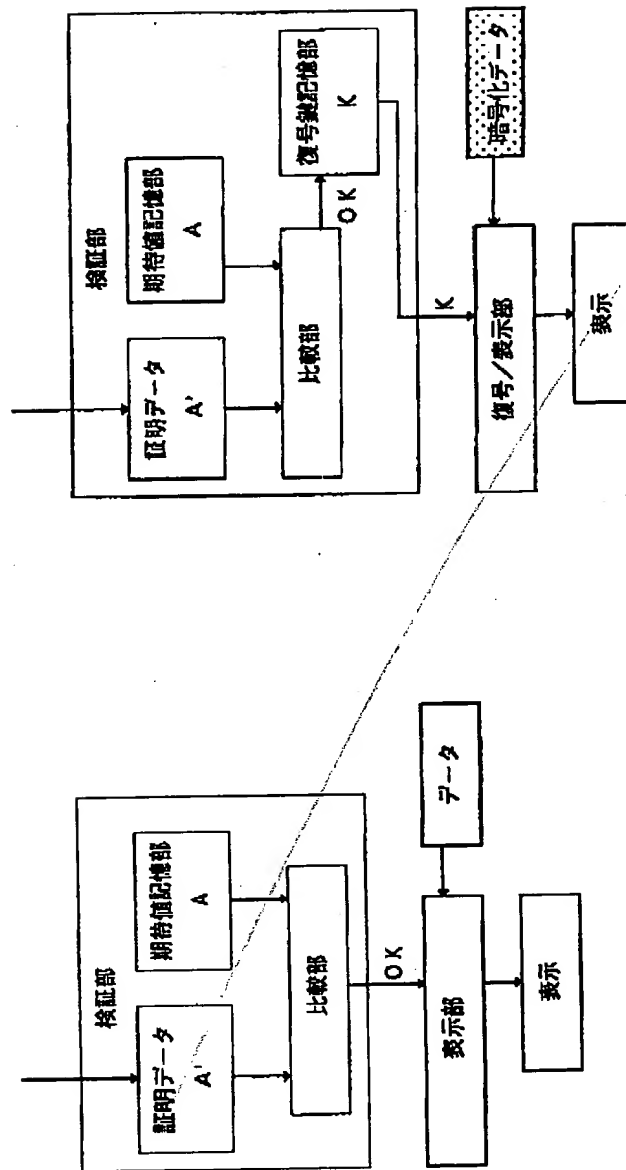 検証部
証明データ
A'
期待値記憶部
A
比較部
OK
データ
表示部
表示
検証部
証明データ
A'
期待値記憶部
A
比較部
OK
復号鍵記憶部
K
K
暗号化データ
復号/表示部
表示